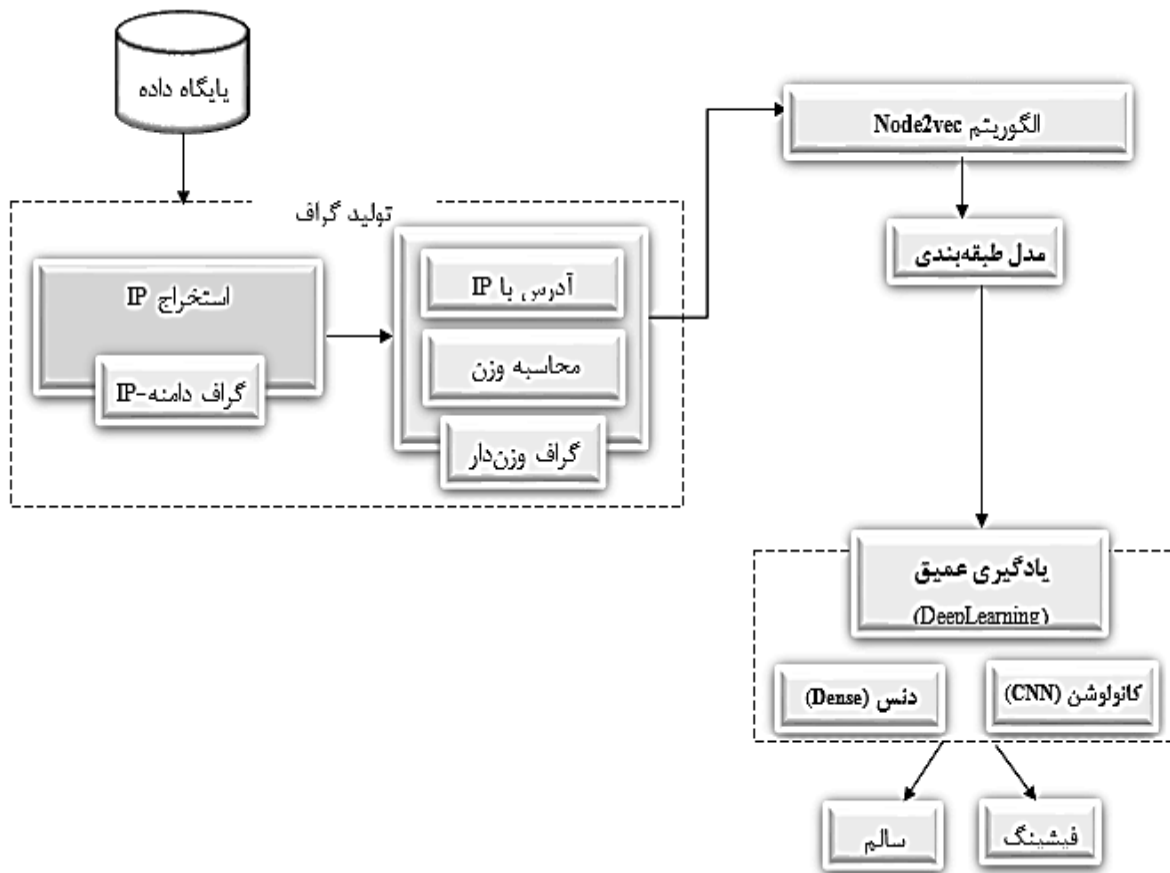 پایگاه داده
تولید گراف
استخراج IP
گراف دامنه-IP
آدرس با IP
محاسبه وزن
گراف وزن‌دار
الگوریتم Node2vec
مدل طبقه‌بندی
یادگیری عمیق
(DeepLearning)
کانولوشن (CNN)
دنس (Dense)
سالم
فیشینگ